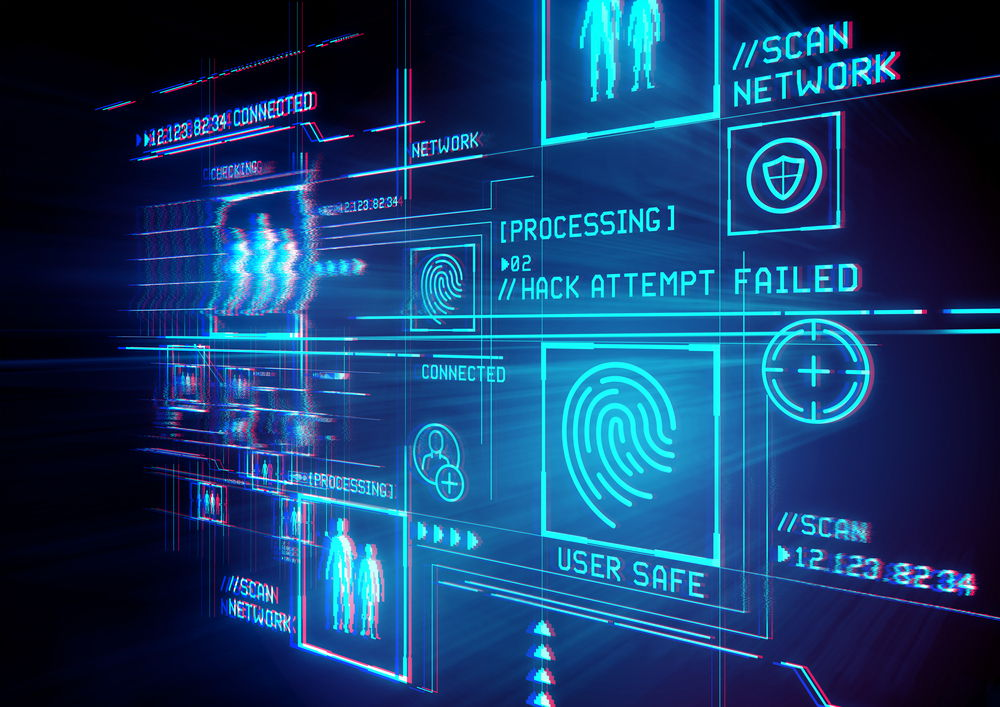 //SCAN
NETWORK
12.123.82.34 CONNECTED
NETWORK
CHECKING
12.123.82.34
[PROCESSING]
02
//HACK ATTEMPT FAILED
CONNECTED
[PROCESSING]
//SCAN
12.123.82.34
USER SAFE
//SCAN
NETWORK